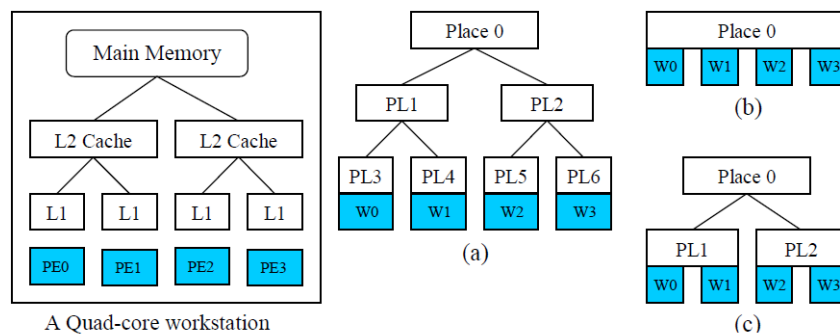 Main Memory
L2 Cache L2 Cache
L1 L1 L1 L1
PE0 PE1 PE2 PE3
A Quad-core workstation
Place 0
PL1 PL2
PL3 PL4 PL5 PL6
W0 W1 W2 W3
(a)
Place 0
W0 W1 W2 W3
(b)
Place 0
PL1 PL2
W0 W1 W2 W3
(c)